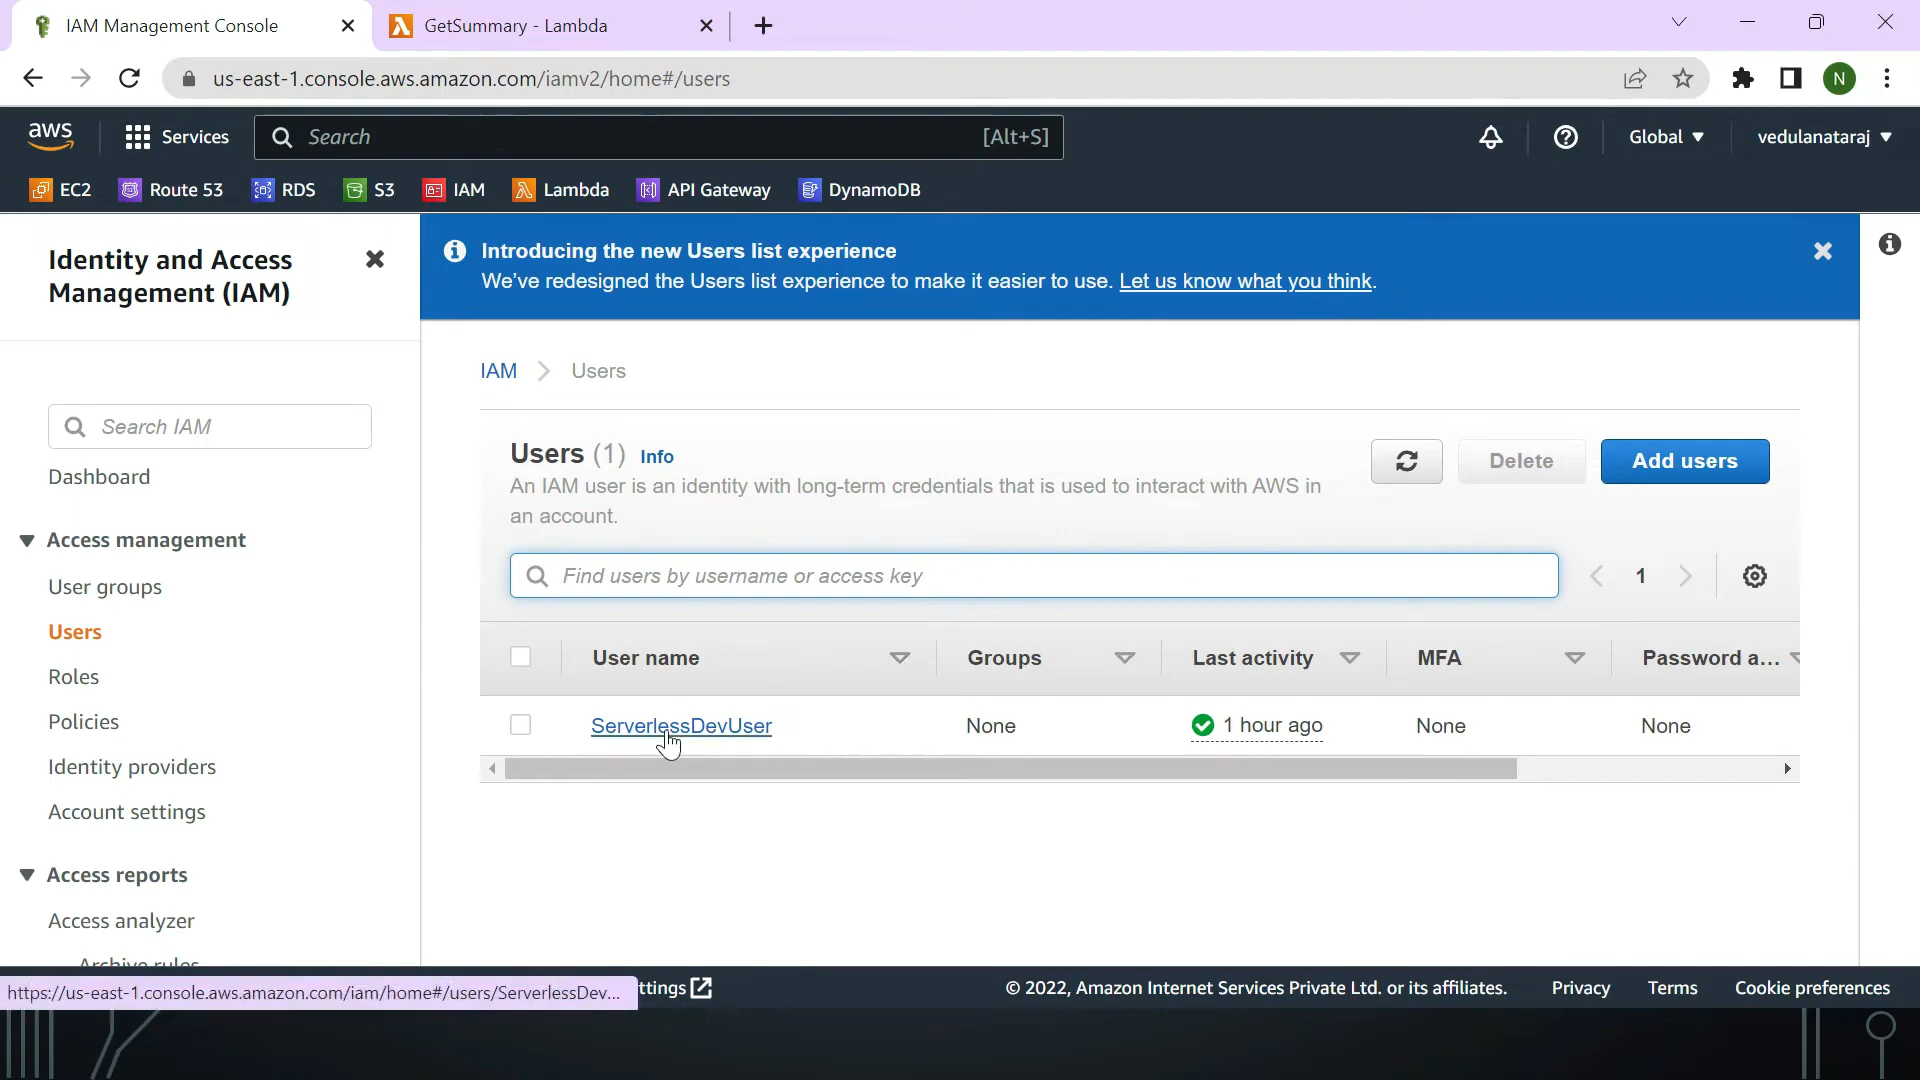 IAM Management Console
GetSummary - Lambda
us-east-1.console.aws.amazon.com/iamv2/home#/users
N
aws
Services
Search
[Alt+S]
Global
vedulanataraj
EC2
Route 53
RDS
S3
IAM
Lambda
API Gateway
DynamoDB
Identity and Access
Management (IAM)
Search IAM
Dashboard
Access management
User groups
Users
Roles
Policies
Identity providers
Account settings
Access reports
Access analyzer
Archive rules
Introducing the new Users list experience
We've redesigned the Users list experience to make it easier to use. Let us know what you think.
IAM
Users
Users (1) Info
An IAM user is an identity with long-term credentials that is used to interact with AWS in
an account.
Delete
Add users
Find users by username or access key
1
User name
Groups
Last activity
MFA
Password a...
ServerlessDevUser
None
1 hour ago
None
None
https://us-east-1.console.aws.amazon.com/iam/home#/users/ServerlessDev...
ttings
© 2022, Amazon Internet Services Private Ltd. or its affiliates.
Privacy
Terms
Cookie preferences